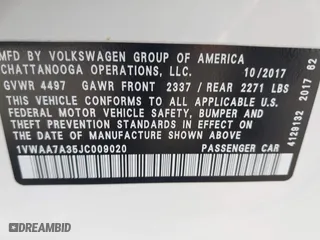 MFD BY VOLKSWAGEN GROUP OF AMERICA
CHATTANOOGA OPERATIONS, LLC. 10/2017
GVWR 4497 GAWR FRONT 2337 / REAR 2271 LBS
THIS VEHICLE CONFORMS TO ALL APPLICABLE U.S.
FEDERAL MOTOR VEHICLE SAFETY, BUMPER AND
THEFT PREVENTION STANDARDS IN EFFECT ON
THE DATE OF MANUFACTURE SHOWN ABOVE.
1VWAA7A35JC009020 PASSENGER CAR
4129132 2017 62